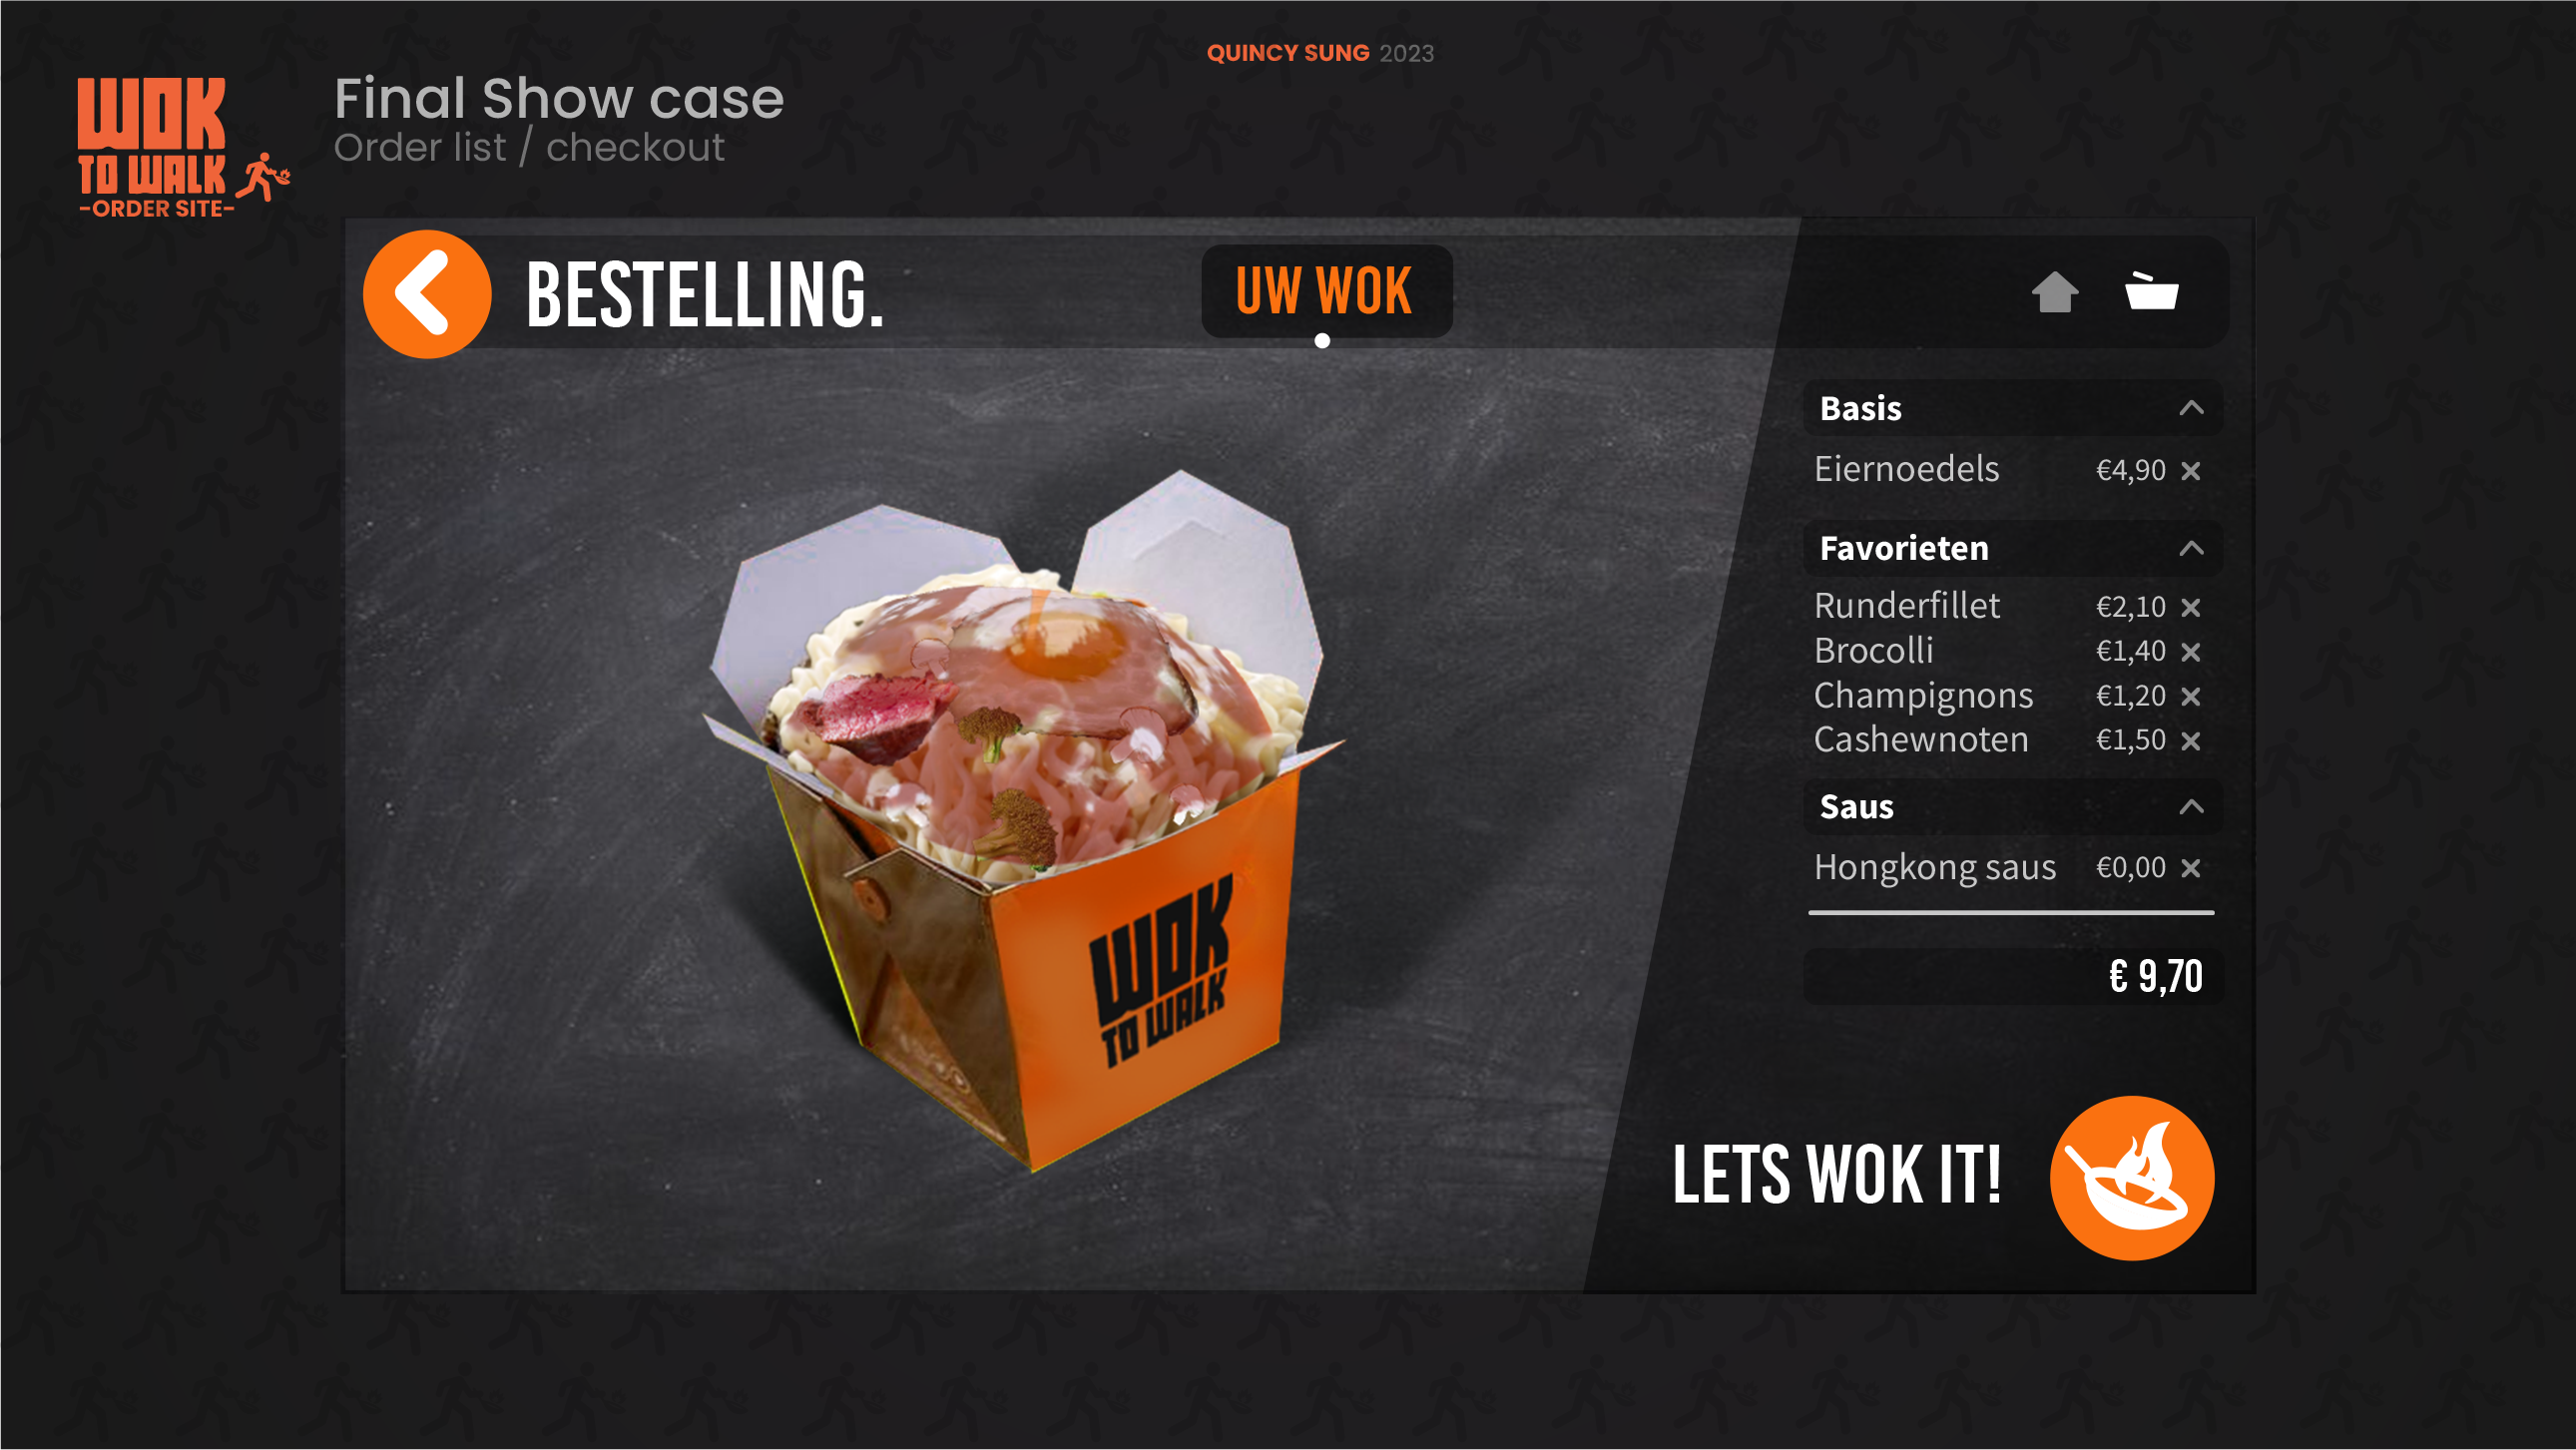 QUINCY SUNG 2023
WOK
TO WALK
-ORDER SITE-
Final Show case
Order list / checkout
BESTELLING.
UW WOK
Basis
Eiernoedels €4,90
Favorieten
Runderfillet €2,10
Brocolli €1,40
Champignons €1,20
Cashewnoten €1,50
Saus
Hongkong saus €0,00
€ 9,70
WOK
TO WALK
LETS WOK IT!